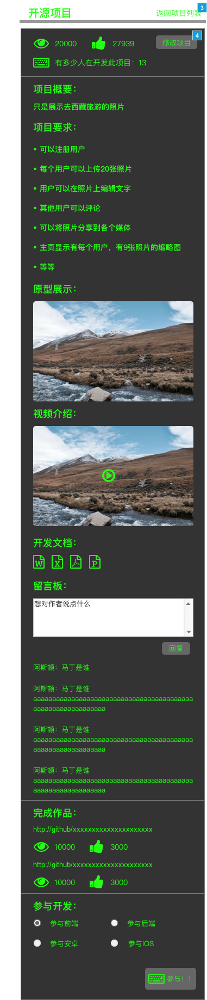 开源项目
返回项目列表
3
4
20000
27939
修改项目
有多少人在开发此项目：13
项目概要：
只是展示去西藏旅游的照片
项目要求：
• 可以注册用户
• 每个用户可以上传20张照片
• 用户可以在照片上编辑文字
• 其他用户可以评论
• 可以将照片分享到各个媒体
• 主页显示有每个用户，有9张照片的缩略图
• 等等
原型展示：
视频介绍：
开发文档：
W X P
留言板：
想对作者说点什么
回复
阿斯顿：马丁是谁
阿斯顿：马丁是谁
aaaaaaaaaaaaaaaaaaaaaaaaaaaaaaaaaaaaaaaaaa
aaaaaaaaaaaaaaaaaaa
阿斯顿：马丁是谁
aaaaaaaaaaaaaaaaaaaaaaaaaaaaaaaaaaaaaaaaaa
aaaaaaaaaaaaaaaaaaa
阿斯顿：马丁是谁
aaaaaaaaaaaaaaaaaaaaaaaaaaaaaaaaaaaaaaaaaa
aaaaaaaaaaaaaaaaaaa
完成作品：
http://github/xxxxxxxxxxxxxxxxxxxxx
10000
3000
http://github/xxxxxxxxxxxxxxxxxxxxx
10000
3000
参与开发：
参与前端
参与后端
参与安卓
参与IOS
参与！！